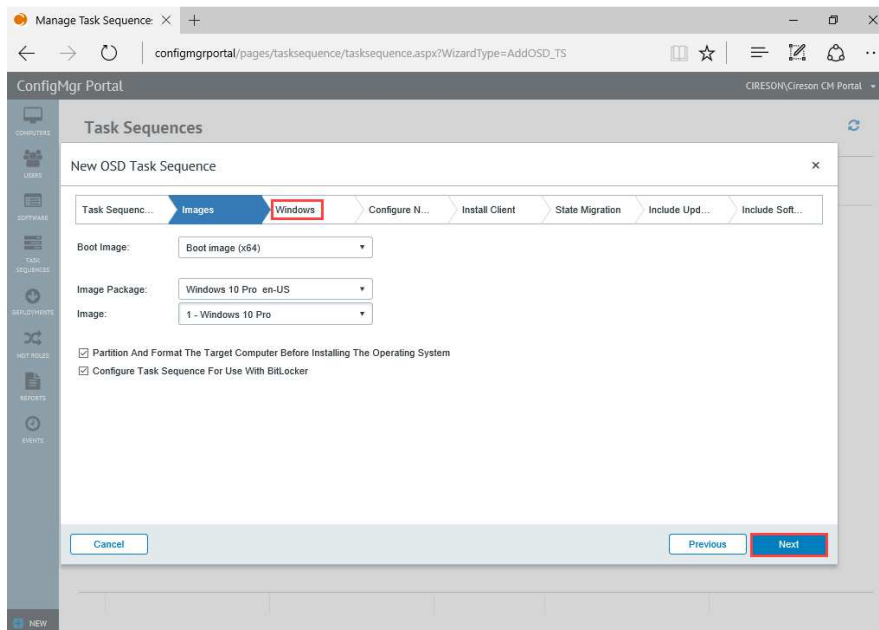 Manage Task Sequence:
configmgrportal/pages/tasksequence/tasksequence.aspx?WizardType=AddOSD_TS
ConfigMgr Portal
CIRESON\Cireson CM Portal
COMPUTERS
USERS
SOFTWARE
TASK
SEQUENCES
DEPLOYMENTS
HOT ROLES
REPORTS
EVENTS
NEW
Task Sequences
New OSD Task Sequence
Task Sequenc...
Images
Windows
Configure N...
Install Client
State Migration
Include Upd...
Include Soft...
Boot Image:
Boot image (x64)
Image Package:
Windows 10 Pro en-US
Image:
1 - Windows 10 Pro
Partition And Format The Target Computer Before Installing The Operating System
Configure Task Sequence For Use With BitLocker
Cancel
Previous
Next